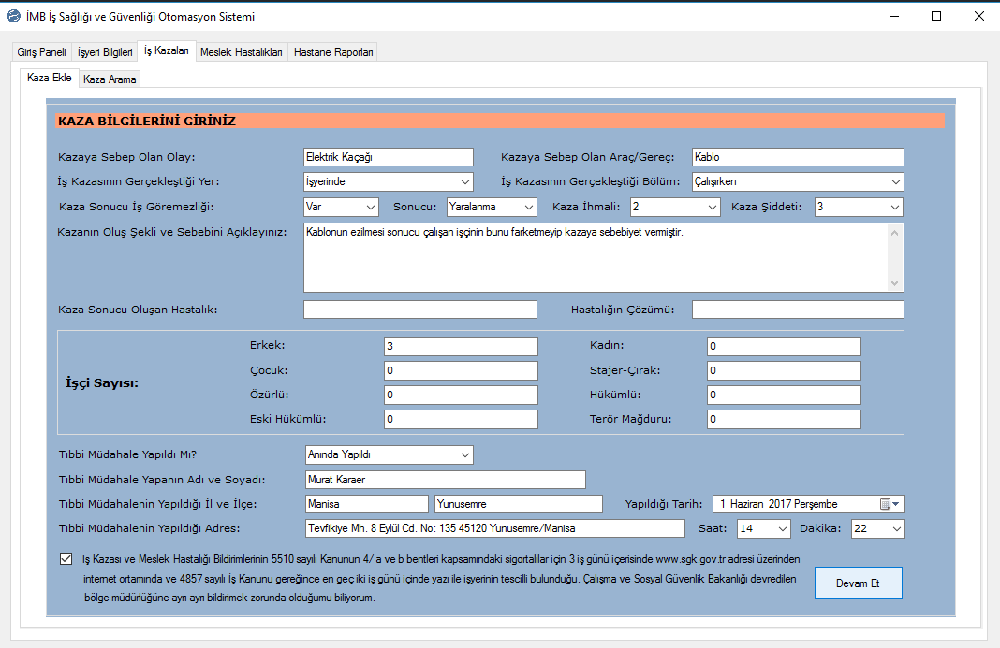 İMB İş Sağlığı ve Güvenliği Otomasyon Sistemi
Giriş Paneli İşyeri Bilgileri İş Kazaları Meslek Hastalıkları Hastane Raporları
Kaza Ekle Kaza Arama
KAZA BİLGİLERİNİ GİRİNİZ
Kazaya Sebep Olan Olay: Elektrik Kaçağı Kazaya Sebep Olan Araç/Gereç: Kablo
İş Kazasının Gerçekleştiği Yer: İşyerinde İş Kazasının Gerçekleştiği Bölüm: Çalışırken
Kaza Sonucu İş Göremezliği: Var Sonucu: Yaralanma Kaza İhmali: 2 Kaza Şiddeti: 3
Kazanın Oluş Şekli ve Sebebini Açıklayınız: Kablonun ezilmesi sonucu çalışan işçinin bunu farketmeyip kazaya sebebiyet vermiştir.
Kaza Sonucu Oluşan Hastalık: Hastalığın Çözümü:
Erkek: 3 Kadın: 0
Çocuk: 0 Stajer-Çırak: 0
İşçi Sayısı:
Özürlü: 0 Hükümlü: 0
Eski Hükümlü: 0 Terör Mağduru: 0
Tıbbi Müdahale Yapıldı Mı? Anında Yapıldı
Tıbbi Müdahale Yapanın Adı ve Soyadı: Murat Karaer
Tıbbi Müdahalenin Yapıldığı İl ve İlçe: Manisa Yunusemre Yapıldığı Tarih: 1 Haziran 2017 Perşembe
Tıbbi Müdahalenin Yapıldığı Adres: Tevfikiye Mh. 8 Eylül Cd. No: 135 45120 Yunusemre/Manisa Saat: 14 Dakika: 22
İş Kazası ve Meslek Hastalığı Bildirimlerinin 5510 sayılı Kanunun 4/ a ve b bentleri kapsamındaki sigortalılar için 3 iş günü içerisinde www.sgk.gov.tr adresi üzerinden
internet ortamında ve 4857 sayılı İş Kanunu gereğince en geç iki iş günü içinde yazı ile işyerinin tescilli bulunduğu, Çalışma ve Sosyal Güvenlik Bakanlığı devredilen
bölge müdürlüğüne ayrı ayrı bildirimek zorunda olduğumu biliyorum.
Devam Et